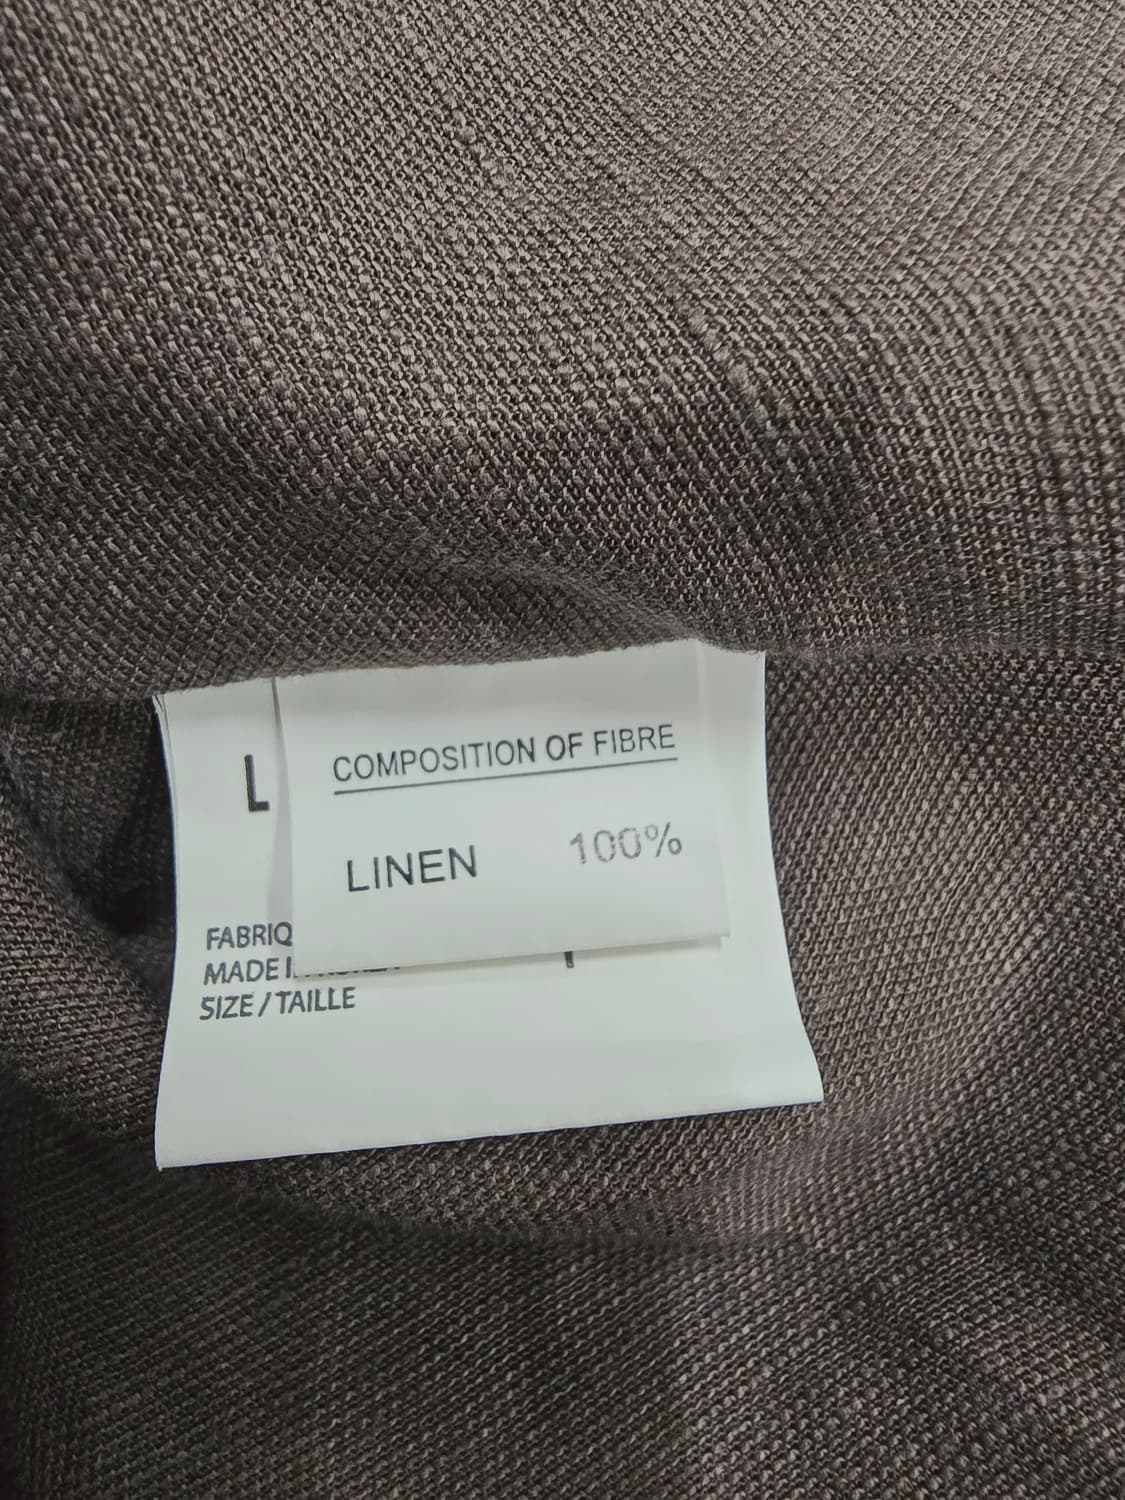 COMPOSITION OF FIBRE
L
LINEN 100%
FABRIQ
MADE
SIZE / TAILLE